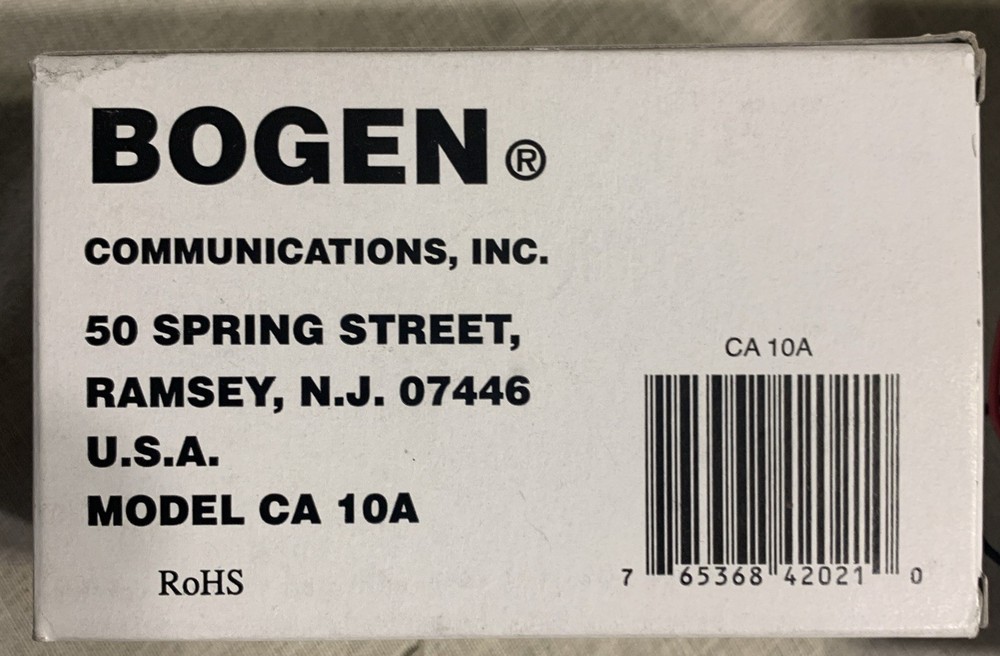 BOGEN®
COMMUNICATIONS, INC.
50 SPRING STREET,
RAMSEY, N.J. 07446
U.S.A.
MODEL CA 10A
RoHS
CA 10A
7 65368 42021 0